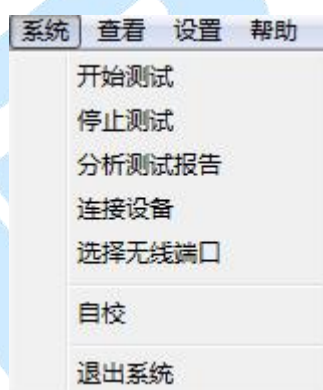 系统 查看 设置 帮助
开始测试
停止测试
分析测试报告
连接设备
选择无线端口
自校
退出系统